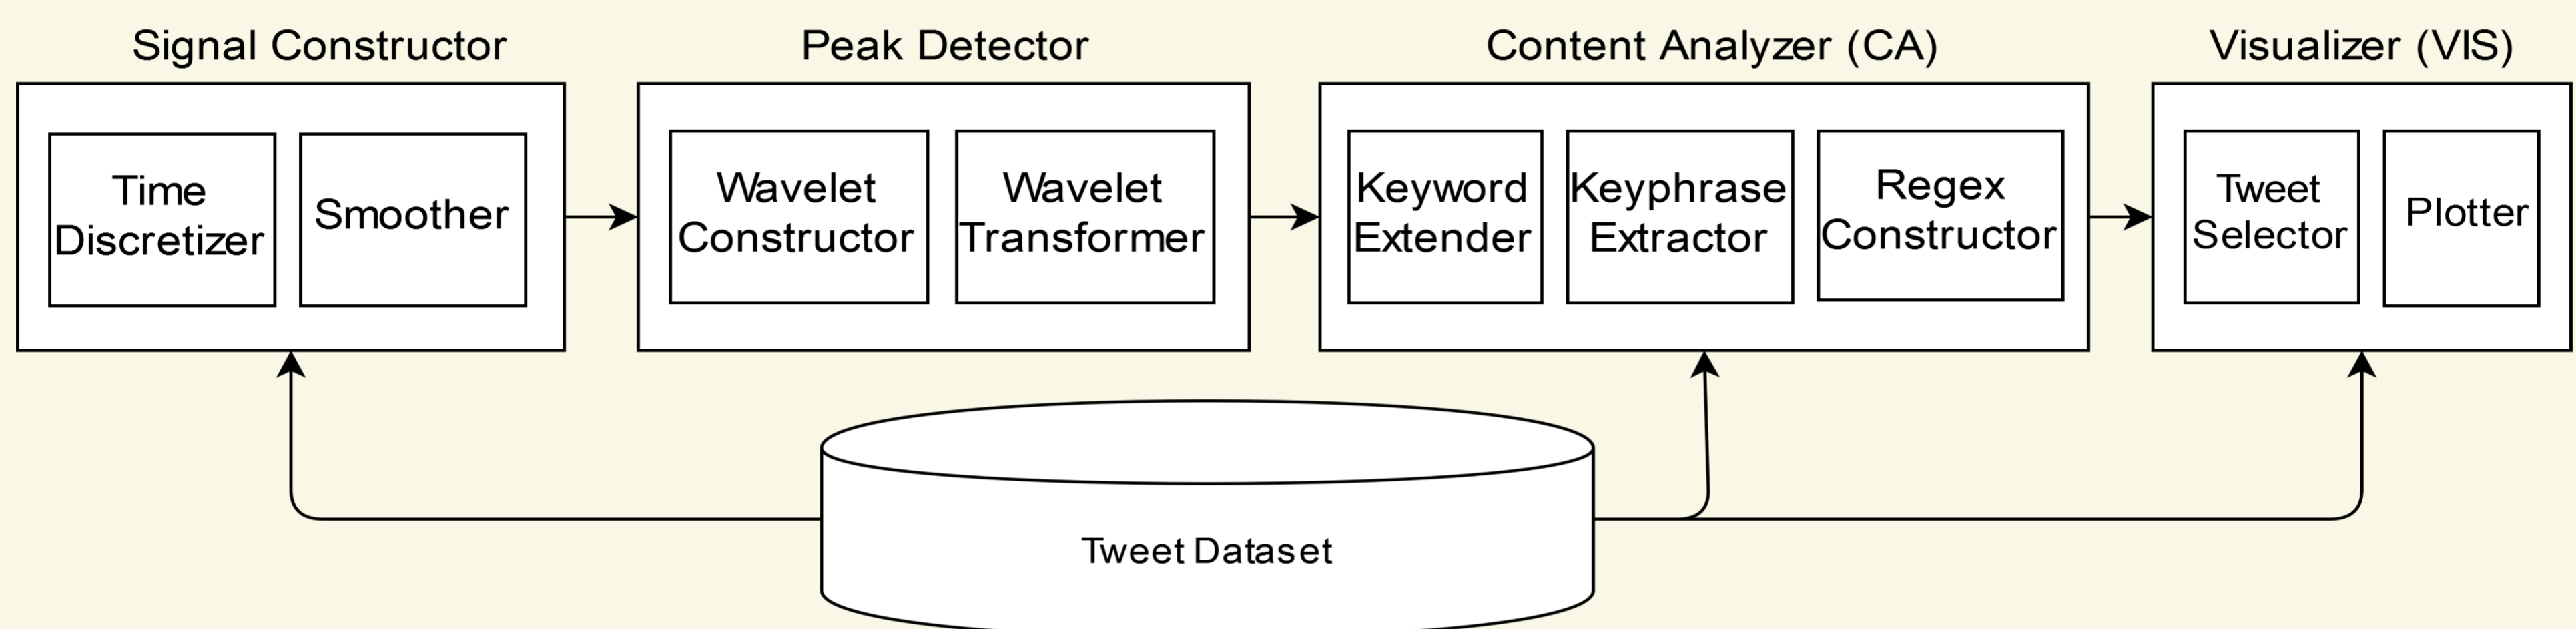 Signal Constructor
Peak Detector
Content Analyzer (CA)
Visualizer (VIS)
Time
Discretizer
Smoother
Wavelet
Constructor
Wavelet
Transformer
Keyword
Extender
Keyphrase
Extractor
Regex
Constructor
Tweet
Selector
Plotter
Tweet Dataset